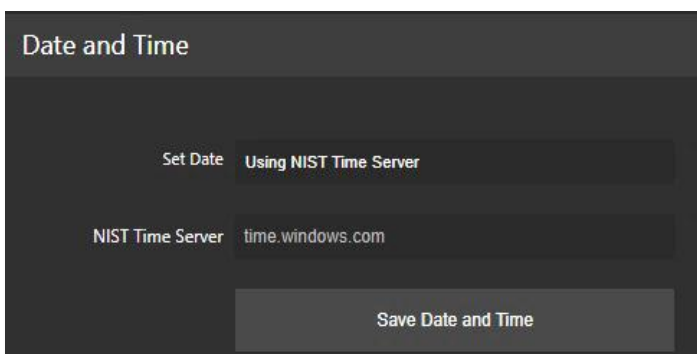 Date and Time
Set Date Using NIST Time Server
NIST Time Server time.windows.com
Save Date and Time